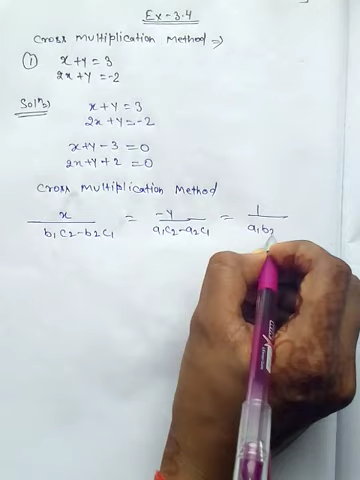 Ex - 3.4
Cross Multiplication Method ⇒
① x+y = 3
2x+y = -2
Solⁿ⇒
x+y = 3
2x+y = -2
x+y-3 = 0
2x+y+2 = 0
Cross Multiplication Method
x / b₁c₂-b₂c₁ = -y / a₁c₂-a₂c₁ = 1 / a₁b₂